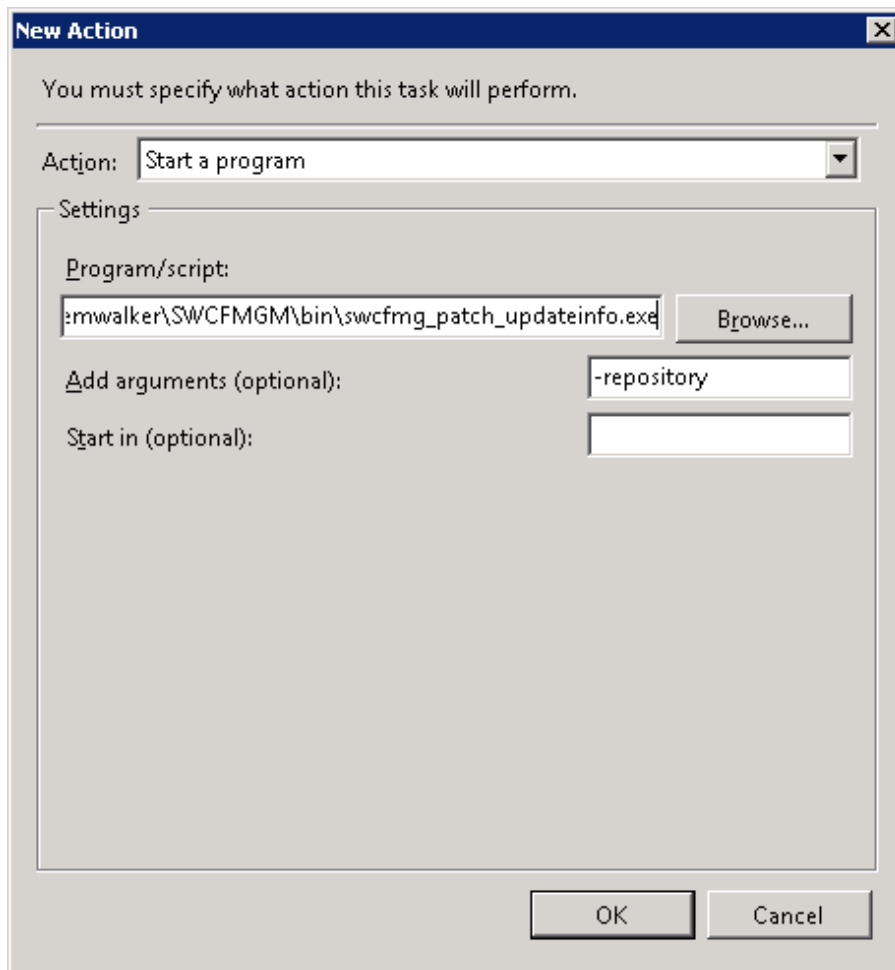 New Action
You must specify what action this task will perform.
Action: Start a program
Settings
Program/script:
emwalker\SWCFMGM\bin\swcfmg_patch_updateinfo.exe Browse...
Add arguments (optional): -repository
Start in (optional):
OK Cancel